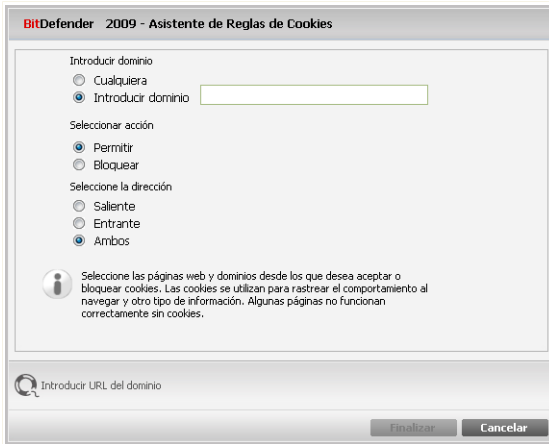 BitDefender 2009 - Asistente de Reglas de Cookies
Introducir dominio
Cualquiera
Introducir dominio
Seleccionar acción
Permitir
Bloquear
Seleccione la dirección
Saliente
Entrante
Ambos
Seleccione las páginas web y dominios desde los que desea aceptar o
bloquear cookies. Las cookies se utilizan para rastrear el comportamiento al
navegar y otro tipo de información. Algunas páginas no funcionan
correctamente sin cookies.
Introducir URL del dominio
Finalizar Cancelar